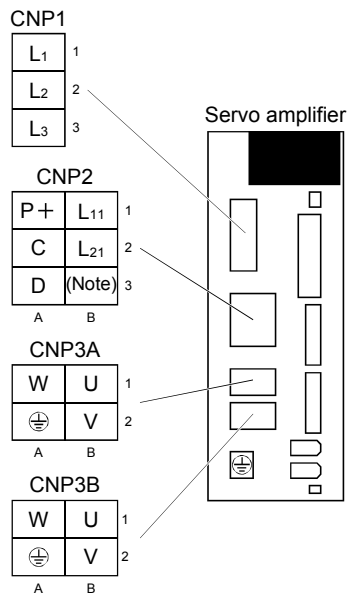 CNP1
L1 1
L2 2
L3 3
Servo amplifier
CNP2
P+ L11 1
C L21 2
D (Note) 3
A B
CNP3A
W U 1
V 2
A B
CNP3B
W U 1
V 2
A B